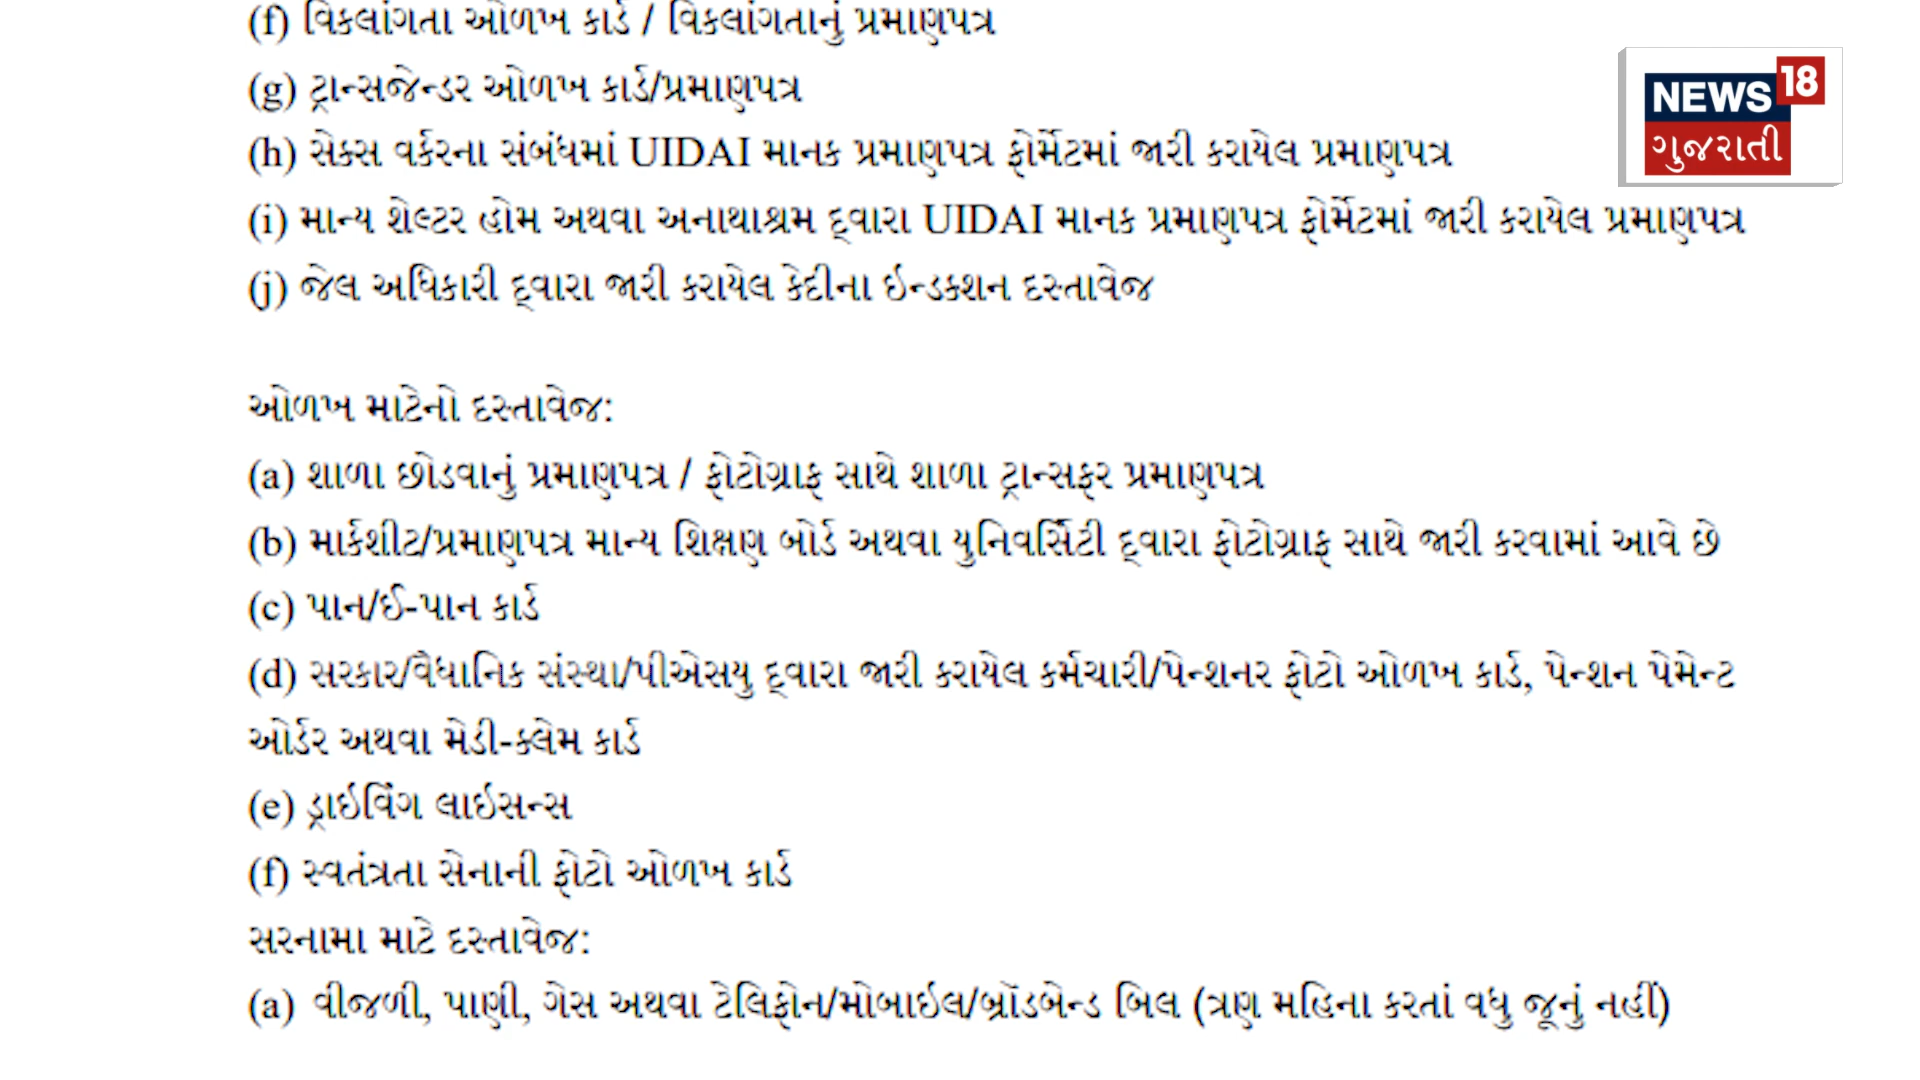 (f) વિકલાંગતા ઓળખ કાર્ડ / વિકલાંગતાનું પ્રમાણપત્ર
(g) ટ્રાન્સજેન્ડર ઓળખ કાર્ડ/પ્રમાણપત્ર
NEWS 18
ગુજરાતી
(h) સેક્સ વર્કરના સંબંધમાં UIDAI માનક પ્રમાણપત્ર ફોર્મેટમાં જારી કરાયેલ પ્રમાણપત્ર
(i) માન્ય શેલ્ટર હોમ અથવા અનાથાશ્રમ દ્વારા UIDAI માનક પ્રમાણપત્ર ફોર્મેટમાં જારી કરાયેલ પ્રમાણપત્ર
(j) જેલ અધિકારી દ્વારા જારી કરાયેલ કેદીના ઇન્ડક્શન દસ્તાવેજ
ઓળખ માટેનો દસ્તાવેજ:
(a) શાળા છોડવાનું પ્રમાણપત્ર / ફોટોગ્રાફ સાથે શાળા ટ્રાન્સફર પ્રમાણપત્ર
(b) માર્કશીટ/પ્રમાણપત્ર માન્ય શિક્ષણ બોર્ડ અથવા યુનિવર્સિટી દ્વારા ફોટોગ્રાફ સાથે જારી કરવામાં આવે છે
(c) પાન/ઈ-પાન કાર્ડ
(d) સરકાર/વૈધાનિક સંસ્થા/પીએસયુ દ્વારા જારી કરાયેલ કર્મચારી/પેન્શનર ફોટો ઓળખ કાર્ડ, પેન્શન પેમેન્ટ
ઓર્ડર અથવા મેડી-ક્લેમ કાર્ડ
(e) ડ્રાઇવિંગ લાઇસન્સ
(f) સ્વતંત્રતા સેનાની ફોટો ઓળખ કાર્ડ
સરનામા માટે દસ્તાવેજ:
(a) વીજળી, પાણી, ગેસ અથવા ટેલિફોન/મોબાઇલ/બ્રૉડબેન્ડ બિલ (ત્રણ મહિના કરતાં વધુ જૂનું નહીં)